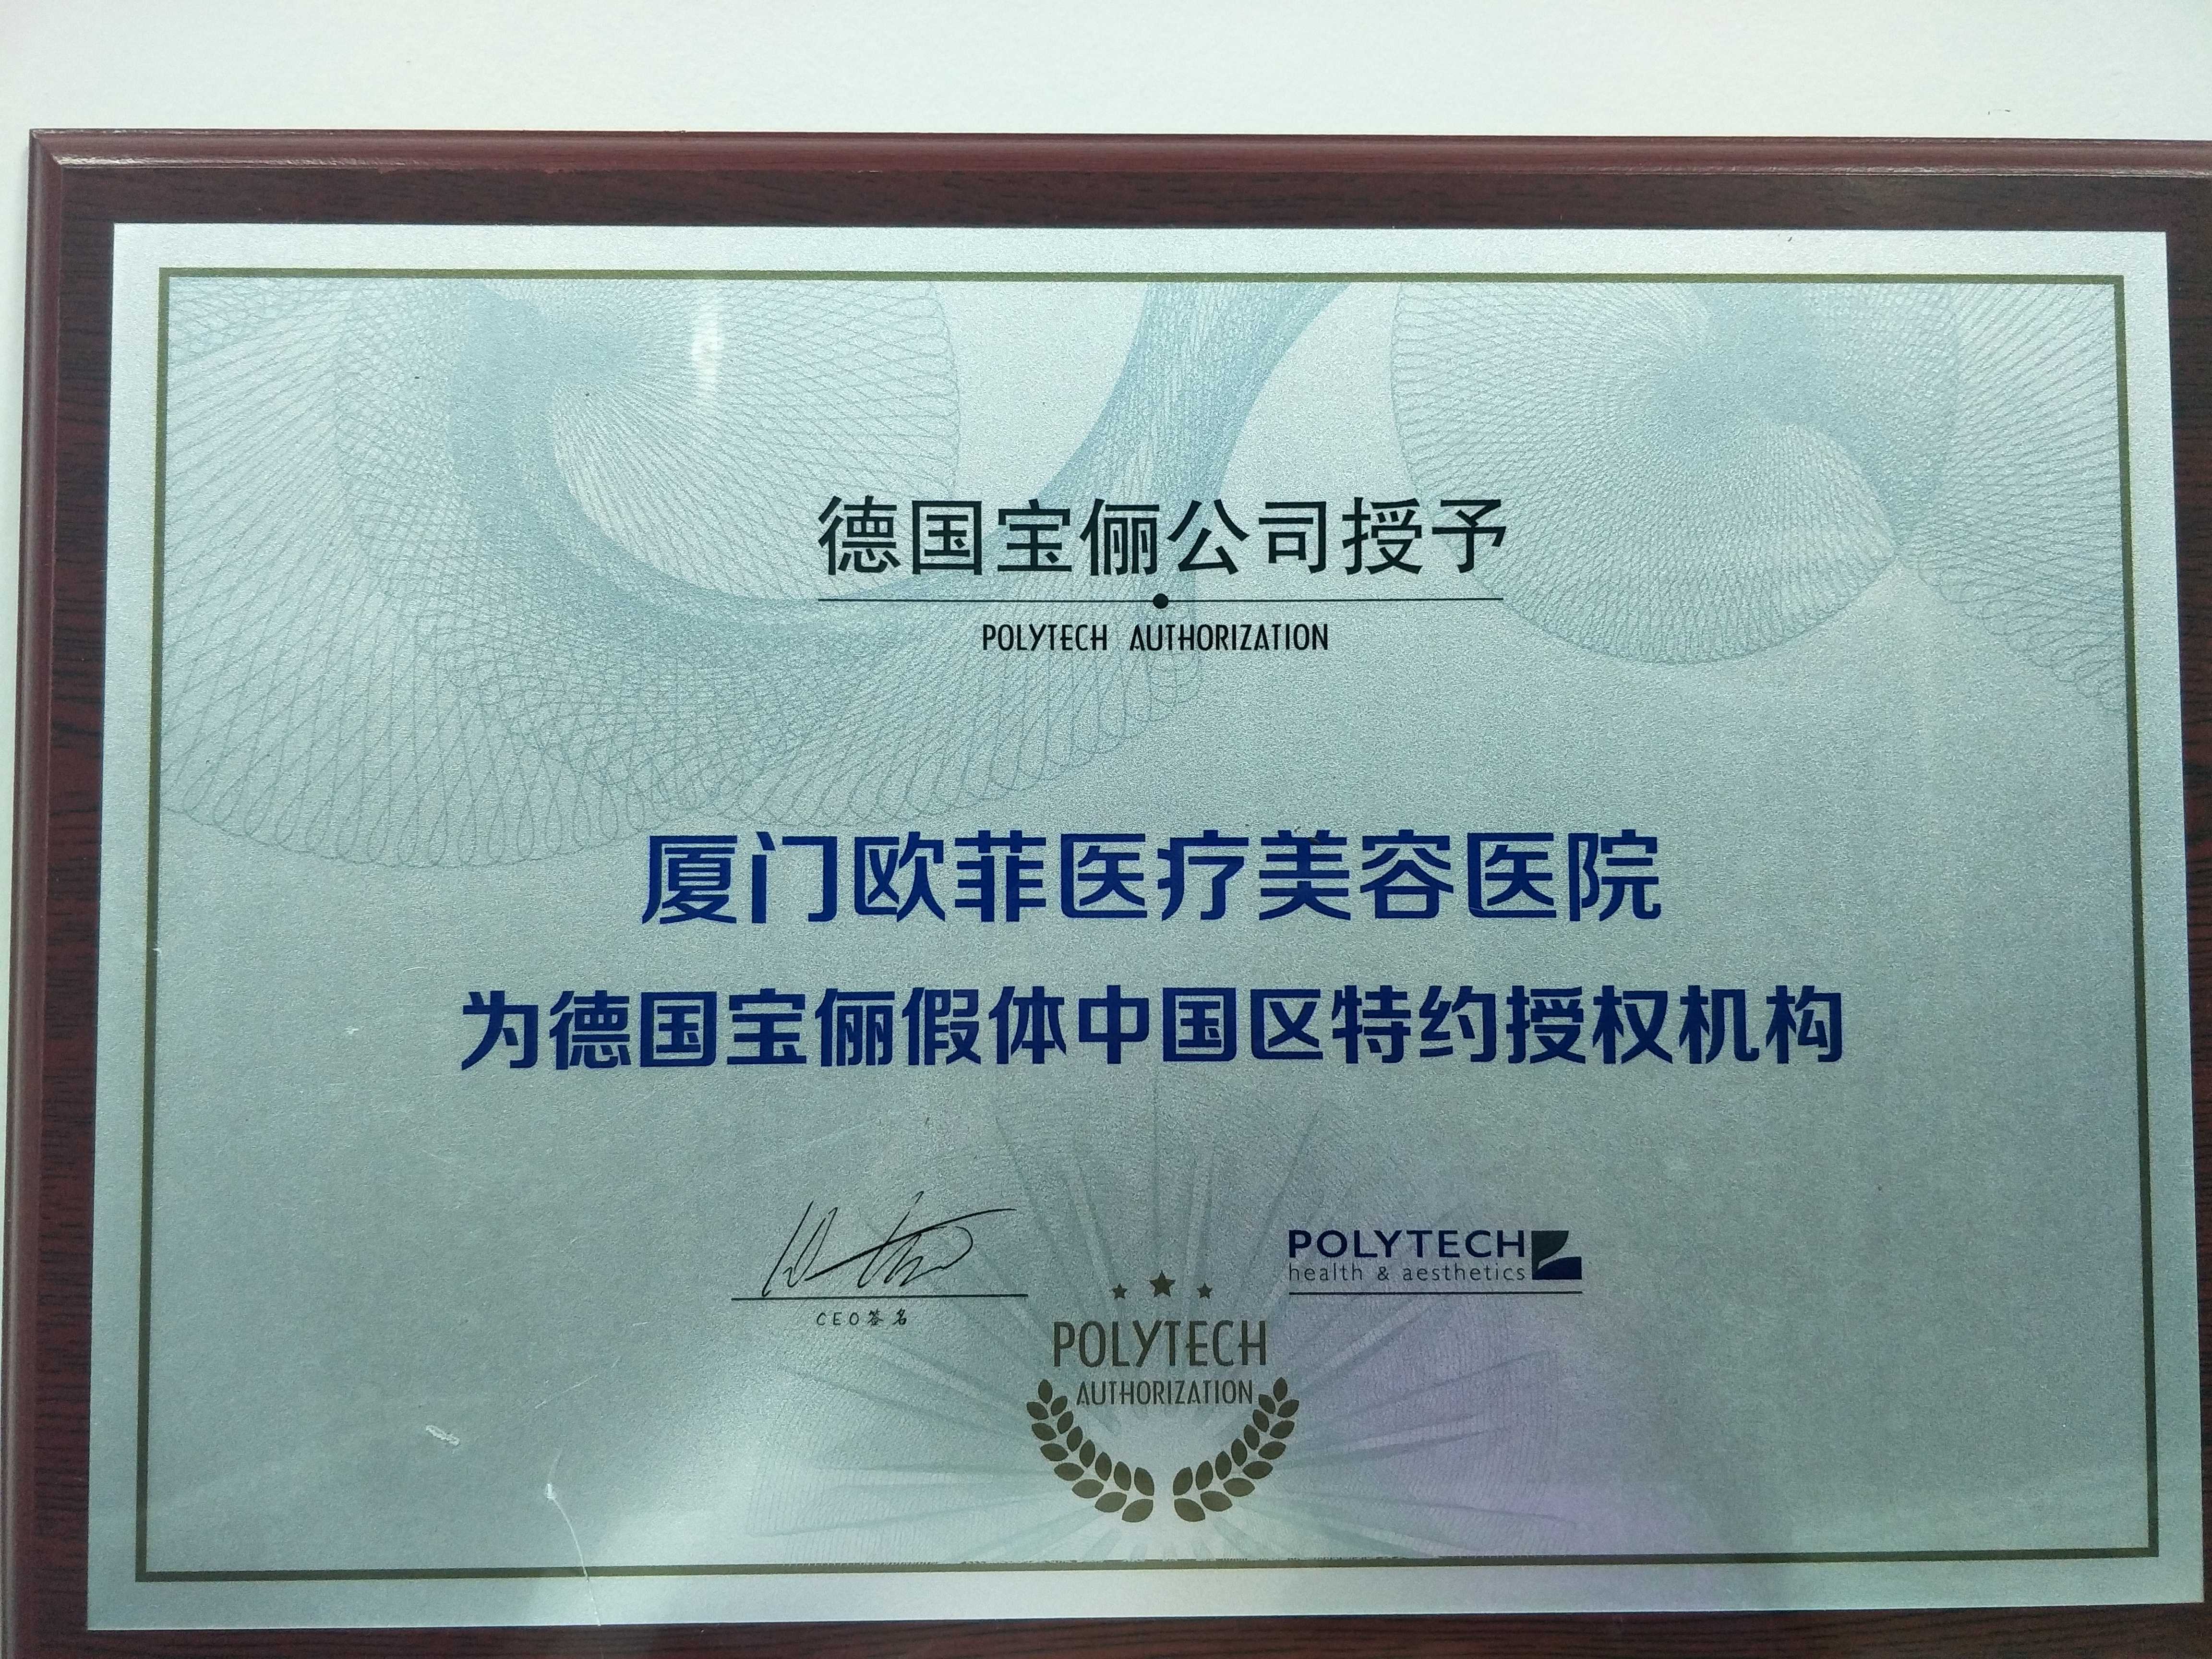 德国宝俪公司授予
POLYTECH AUTHORIZATION
厦门欧菲医疗美容医院
为德国宝俪假体中国区特约授权机构
CEO签名
POLYTECH
health & aesthetics
POLYTECH
AUTHORIZATION